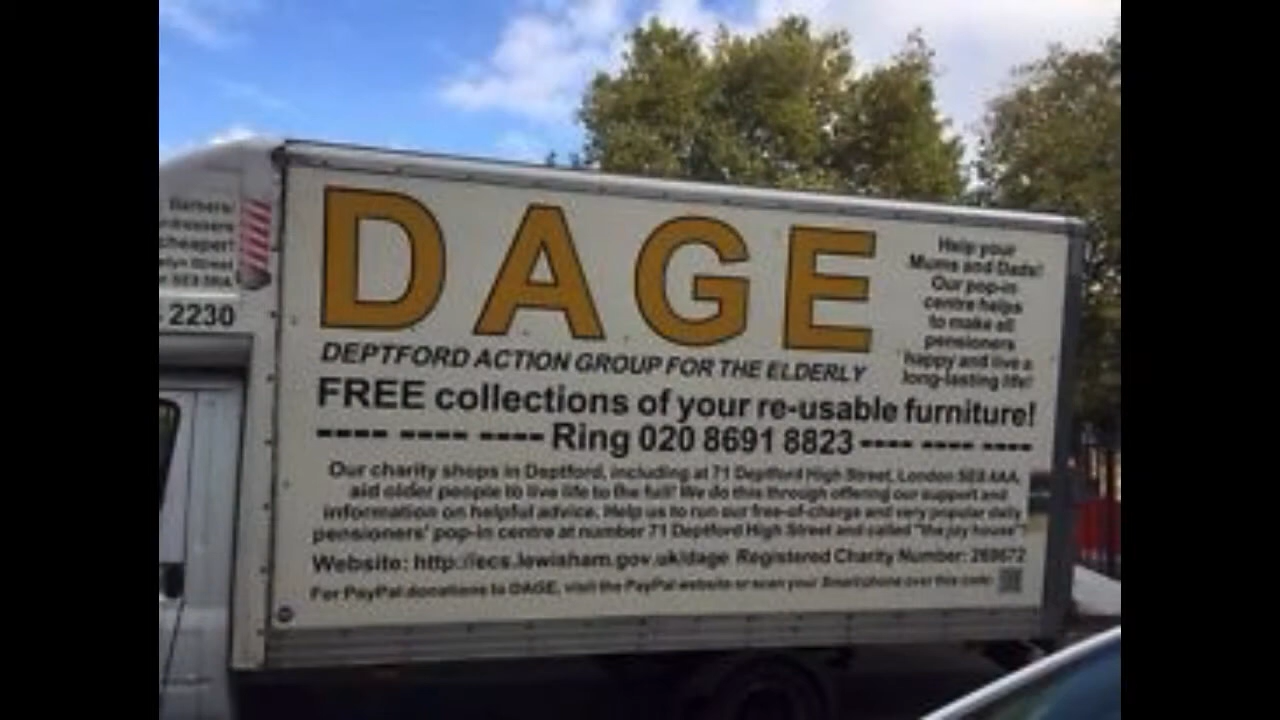 Barbers/
cheaper!
2230
DAGE
DEPTFORD ACTION GROUP FOR THE ELDERLY
Help your
Mums and Dads!
Our pop-in
centre helps
to make all
pensioners
happy and live a
long-lasting life!
FREE collections of your re-usable furniture!
---- ---- ---- Ring 020 8691 8823 ---- ---- ----
Our charity shops in Deptford, including at 71 Deptford High Street, London SE8 4AA,
aid older people to live life to the full! We do this through offering our support and
information on helpful advice. Help us to run our free-of-charge and very popular daily
pensioners' pop-in centre at number 71 Deptford High Street and called "the joy house"!
Website: http://ecs.lewisham.gov.uk/dage Registered Charity Number: 269672
For PayPal donations to DAGE, visit the PayPal website or scan your Smartphone over this code: